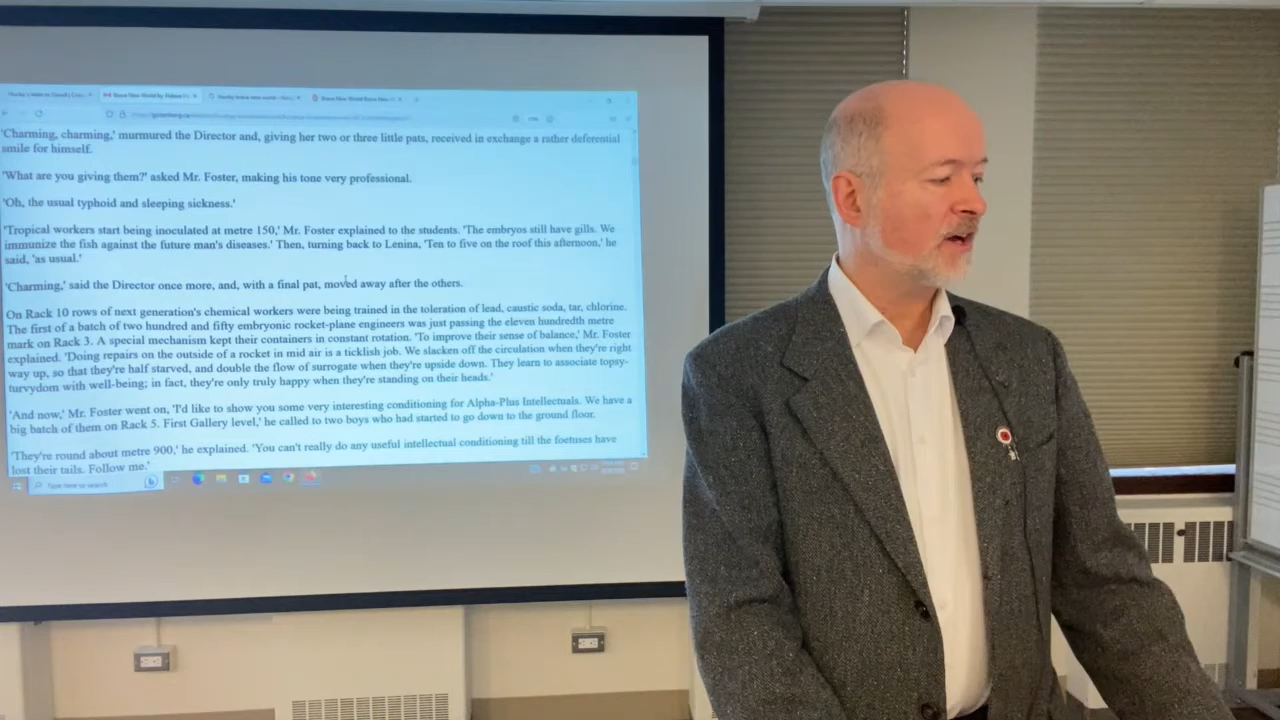 Brave New World by Aldous
'Charming, charming,' murmured the Director and, giving her two or three little pats, received in exchange a rather deferential
smile for himself.
'What are you giving them?' asked Mr. Foster, making his tone very professional.
'Oh, the usual typhoid and sleeping sickness.'
'Tropical workers start being inoculated at metre 150,' Mr. Foster explained to the students. 'The embryos still have gills. We
immunize the fish against the future man's diseases.' Then, turning back to Lenina, 'Ten to five on the roof this afternoon,' he
said, 'as usual.'
'Charming,' said the Director once more, and, with a final pat, moved away after the others.
On Rack 10 rows of next generation's chemical workers were being trained in the toleration of lead, caustic soda, tar, chlorine.
The first of a batch of two hundred and fifty embryonic rocket-plane engineers was just passing the eleven hundredth metre
mark on Rack 3. A special mechanism kept their containers in constant rotation. 'To improve their sense of balance,' Mr. Foster
explained. 'Doing repairs on the outside of a rocket in mid air is a ticklish job. We slacken off the circulation when they're right
way up, so that they're half starved, and double the flow of surrogate when they're upside down. They learn to associate topsy-
turvydom with well-being; in fact, they're only truly happy when they're standing on their heads.'
'And now,' Mr. Foster went on, 'I'd like to show you some very interesting conditioning for Alpha-Plus Intellectuals. We have a
big batch of them on Rack 5. First Gallery level,' he called to two boys who had started to go down to the ground floor.
'They're round about metre 900,' he explained. 'You can't really do any useful intellectual conditioning till the foetuses have
lost their tails. Follow me.'
Type here to search